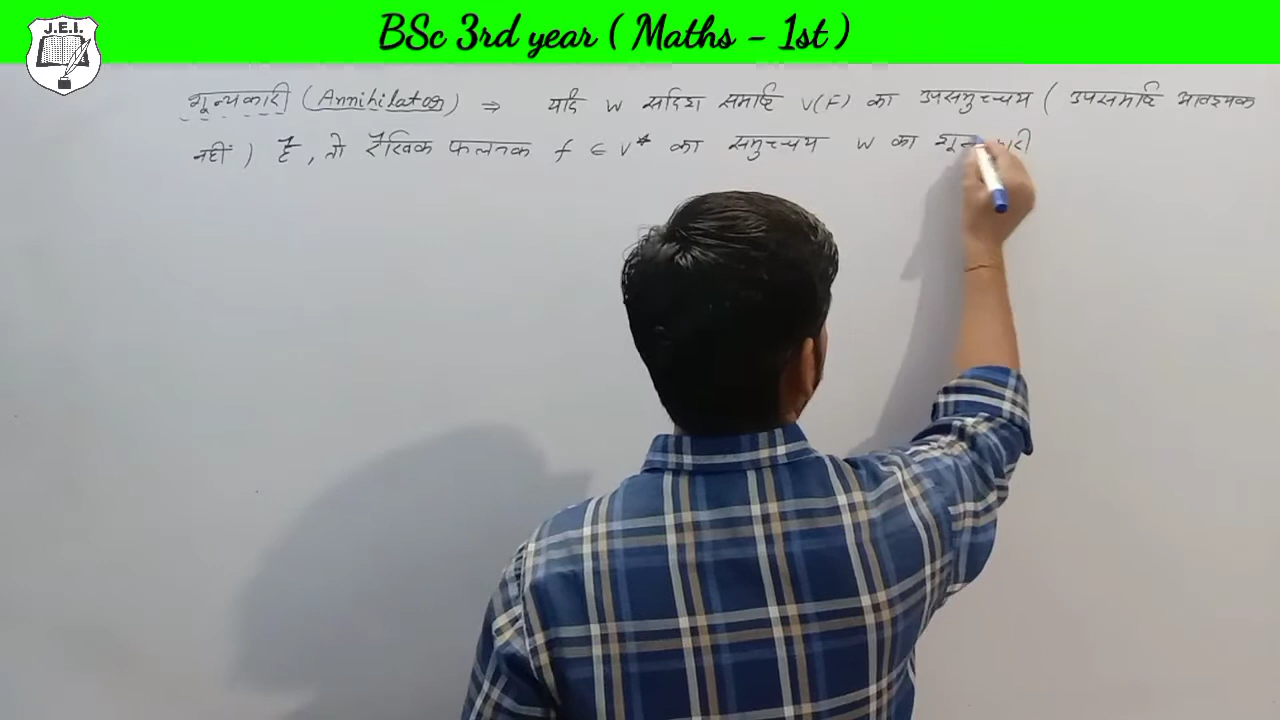 J.E.I.
BSc 3rd year ( Maths - 1st )
शून्यकारी (Annihilator) ⇒ यदि W सदिश समष्टि V(F) का उपसमुच्चय ( उपसमष्टि आवश्यक
नहीं ) है, तो रैखिक फलनक f ∈ V* का समुच्चय W का